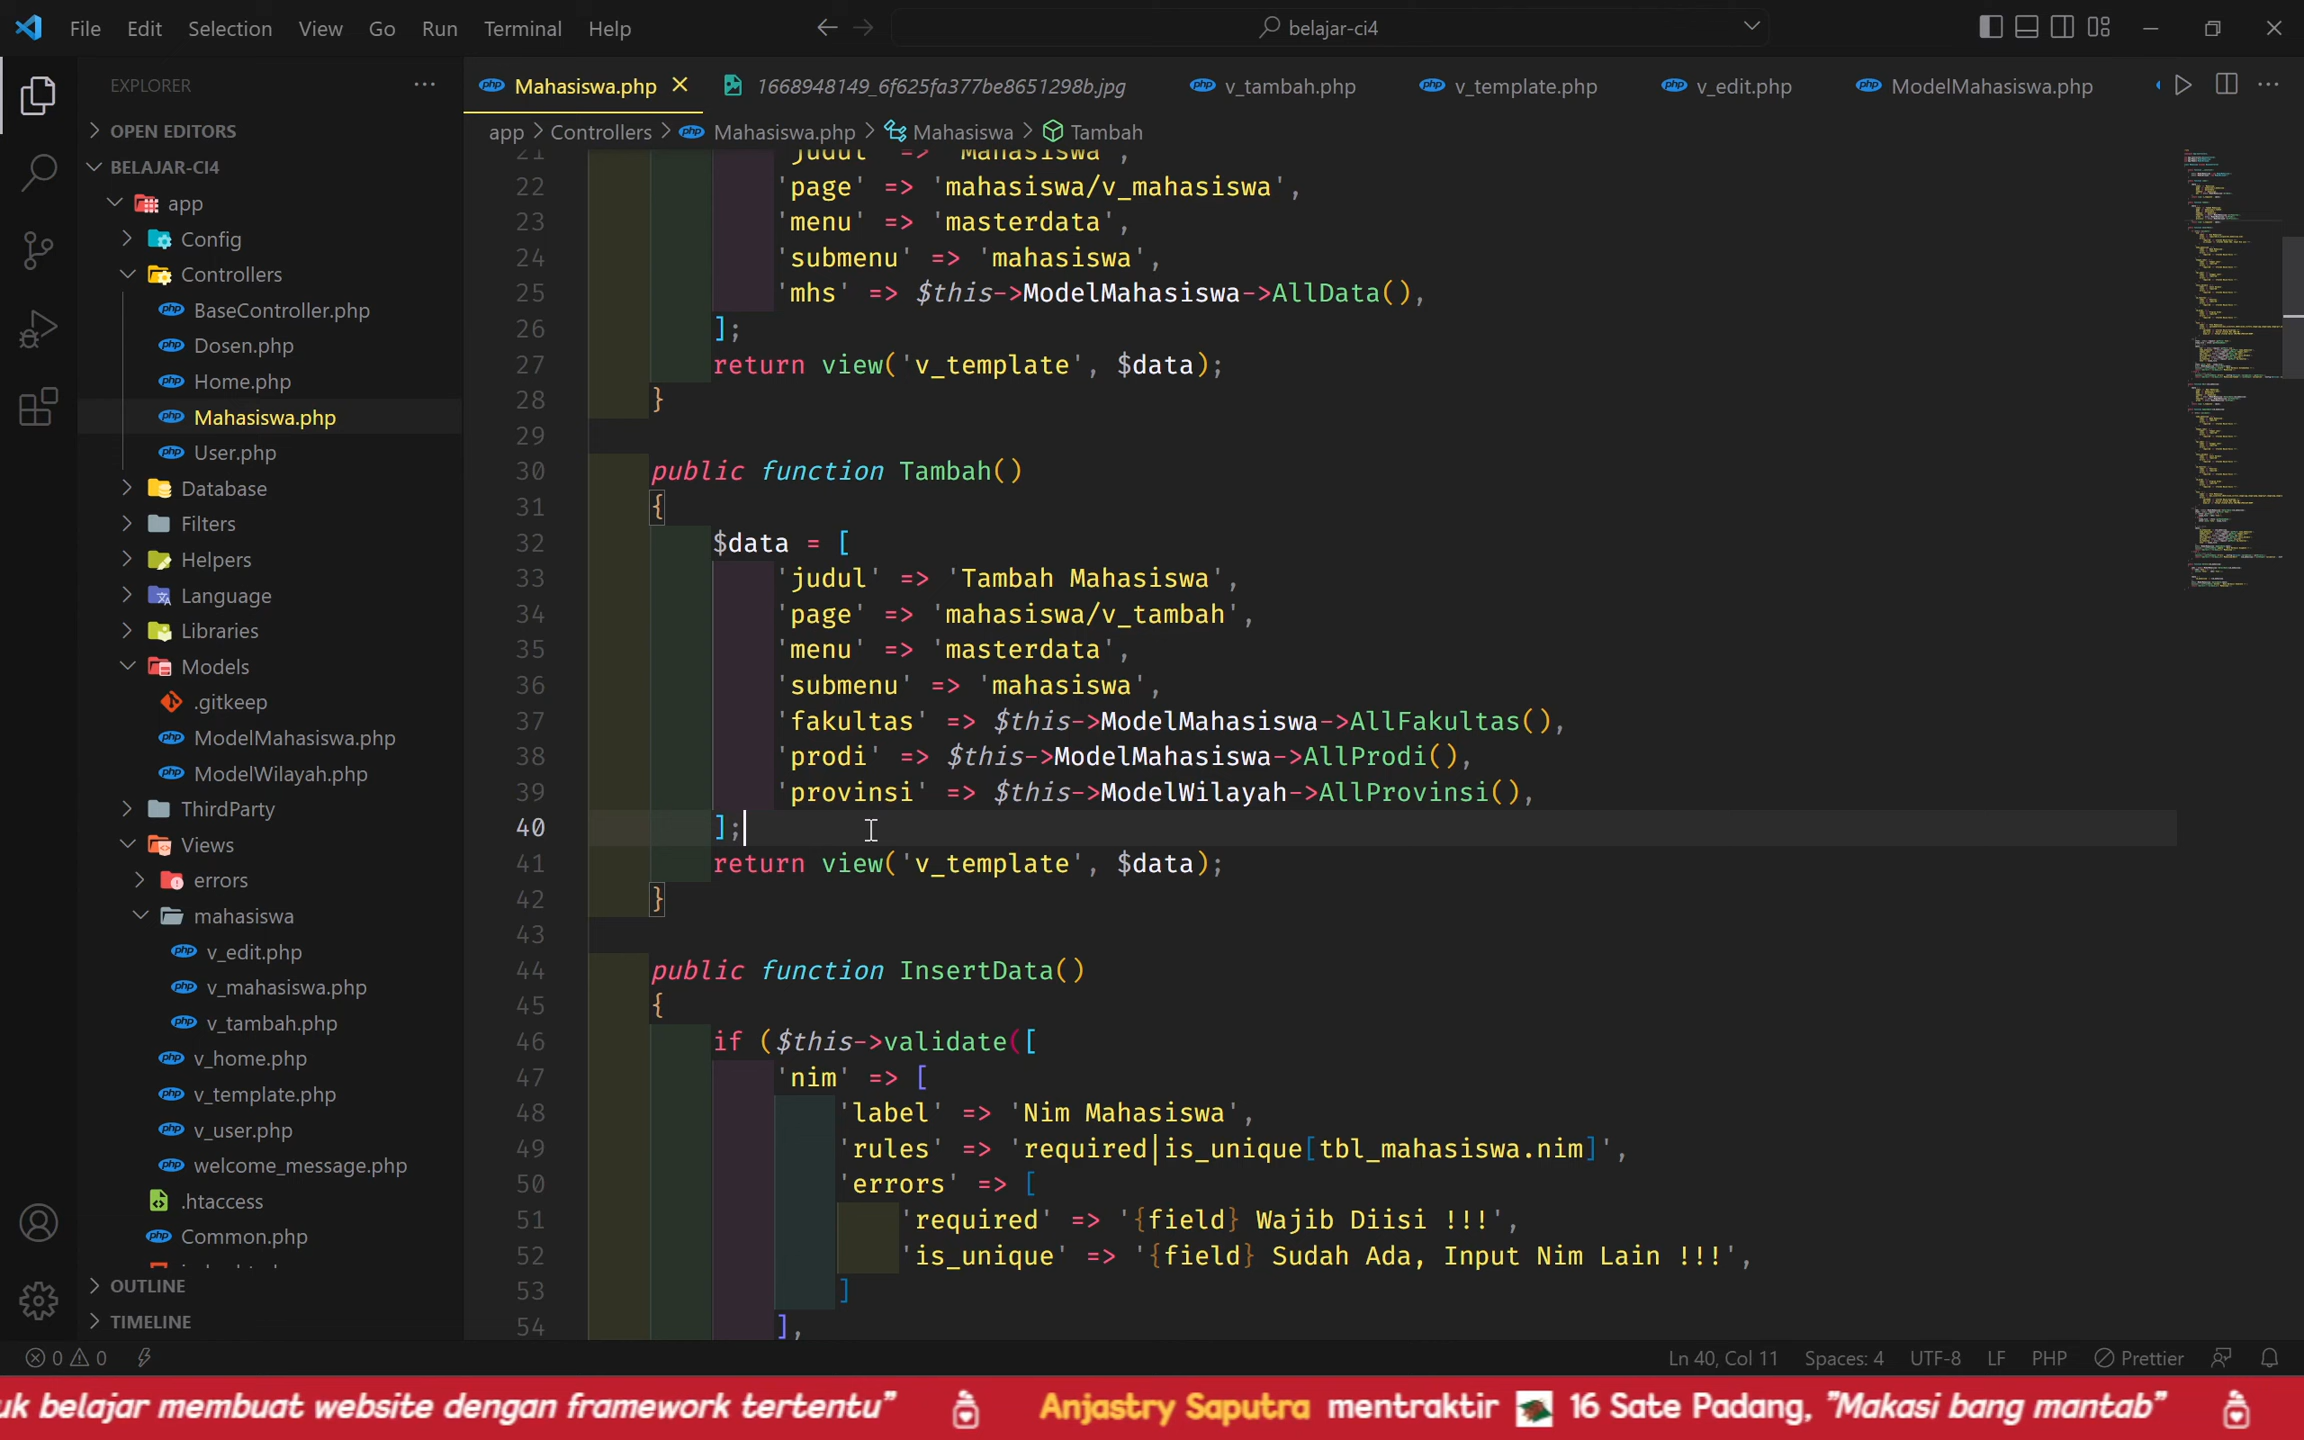 File Edit Selection View Go Run Terminal Help
belajar-ci4
EXPLORER
OPEN EDITORS
BELAJAR-CI4
app
Config
Controllers
BaseController.php
Dosen.php
Home.php
Mahasiswa.php
User.php
Database
Filters
Helpers
Language
Libraries
Models
.gitkeep
ModelMahasiswa.php
ModelWilayah.php
ThirdParty
Views
errors
mahasiswa
v_edit.php
v_mahasiswa.php
v_tambah.php
v_home.php
v_template.php
v_user.php
welcome_message.php
.htaccess
Common.php
OUTLINE
TIMELINE
Mahasiswa.php 1668948149_6f625fa377be8651298b.jpg v_tambah.php v_template.php v_edit.php ModelMahasiswa.php
app > Controllers > Mahasiswa.php > Mahasiswa > Tambah
21 'judul' => 'Mahasiswa',
22 'page' => 'mahasiswa/v_mahasiswa',
23 'menu' => 'masterdata',
24 'submenu' => 'mahasiswa',
25 'mhs' => $this->ModelMahasiswa->AllData(),
26 ];
27 return view('v_template', $data);
28 }
29
30 public function Tambah()
31 {
32 $data = [
33 'judul' => 'Tambah Mahasiswa',
34 'page' => 'mahasiswa/v_tambah',
35 'menu' => 'masterdata',
36 'submenu' => 'mahasiswa',
37 'fakultas' => $this->ModelMahasiswa->AllFakultas(),
38 'prodi' => $this->ModelMahasiswa->AllProdi(),
39 'provinsi' => $this->ModelWilayah->AllProvinsi(),
40 ];
41 return view('v_template', $data);
42 }
43
44 public function InsertData()
45 {
46 if ($this->validate([
47 'nim' => [
48 'label' => 'Nim Mahasiswa',
49 'rules' => 'required|is_unique[tbl_mahasiswa.nim]',
50 'errors' => [
51 'required' => '{field} Wajib Diisi !!!',
52 'is_unique' => '{field} Sudah Ada, Input Nim Lain !!!',
53 ]
54 ],
0 0 Ln 40, Col 11 Spaces: 4 UTF-8 LF PHP Prettier
uk belajar membuat website dengan framework tertentu" Anjastry Saputra mentraktir 16 Sate Padang, "Makasi bang mantab"